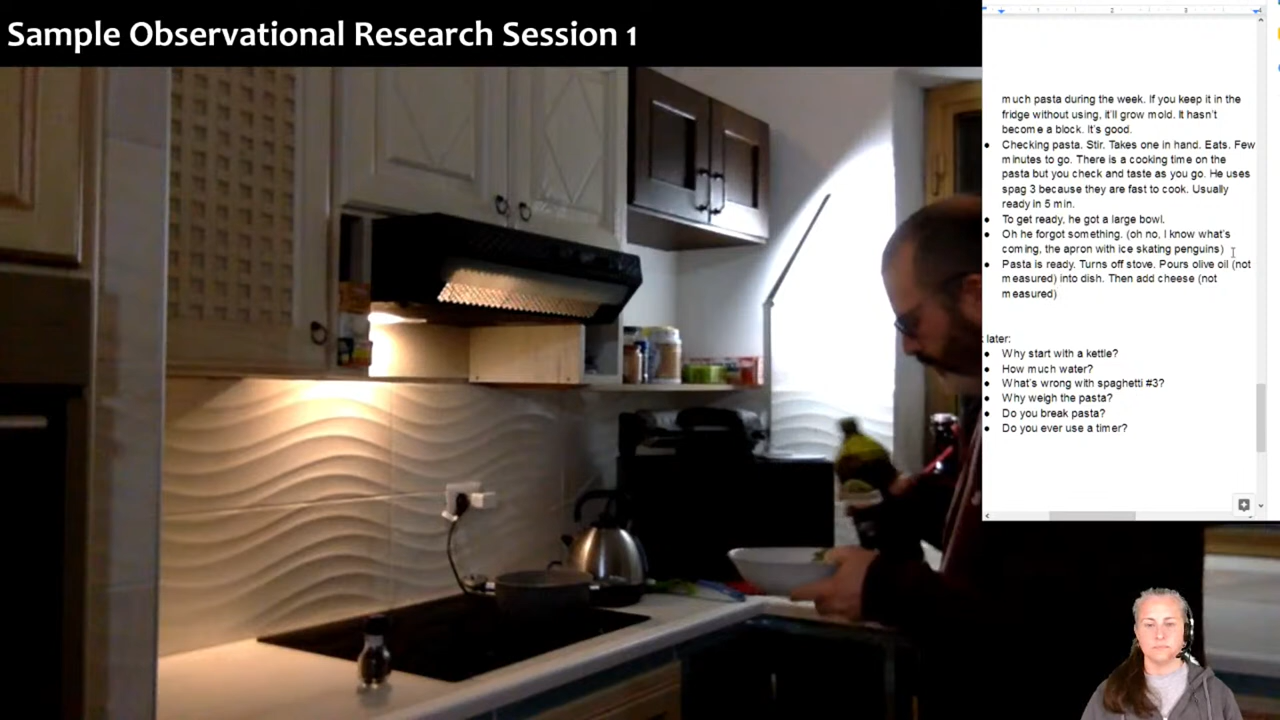 Sample Observational Research Session 1
much pasta during the week. If you keep it in the
fridge without using, it'll grow mold. It hasn't
become a block. It's good.
Checking pasta. Stir. Takes one in hand. Eats. Few
minutes to go. There is a cooking time on the
pasta but you check and taste as you go. He uses
spag 3 because they are fast to cook. Usually
ready in 5 min.
To get ready, he got a large bowl.
Oh he forgot something. (oh no, I know what's
coming, the apron with ice skating penguins)
Pasta is ready. Turns off stove. Pours olive oil (not
measured) into dish. Then add cheese (not
measured)
later:
Why start with a kettle?
How much water?
What's wrong with spaghetti #3?
Why weigh the pasta?
Do you break pasta?
Do you ever use a timer?